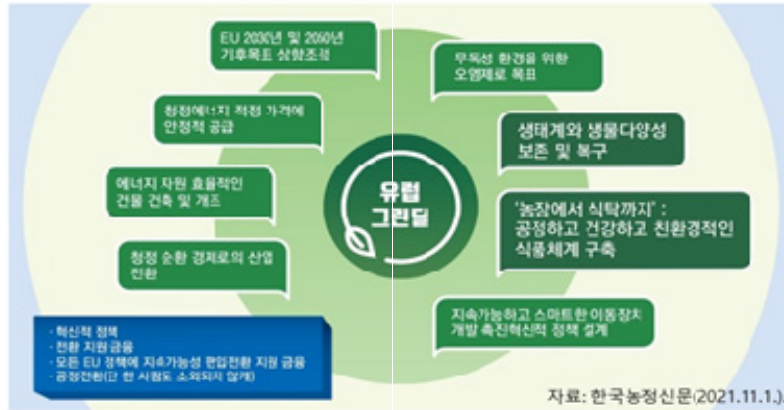 EU 2030년 및 2050년
기후목표 상향조정
무독성 환경을 위한
오염제로 목표
청정에너지 적정 가격에
안정적 공급
생태계와 생물다양성
보존 및 복구
유럽
그린딜
에너지 자원 효율적인
건물 건축 및 개조
'농장에서 식탁까지' :
공정하고 건강하고 친환경적인
식품체계 구축
청정 순환 경제로의 산업
전환
지속가능하고 스마트한 이동장치
개발 촉진혁신적 정책 설계
· 혁신적 정책
· 전환 지원 금융
· 모든 EU 정책에 지속가능성 편입전환 지원 금융
· 공정전환(단 한 사람도 소외되지 않게)
자료: 한국농정신문(2021.11.1.)